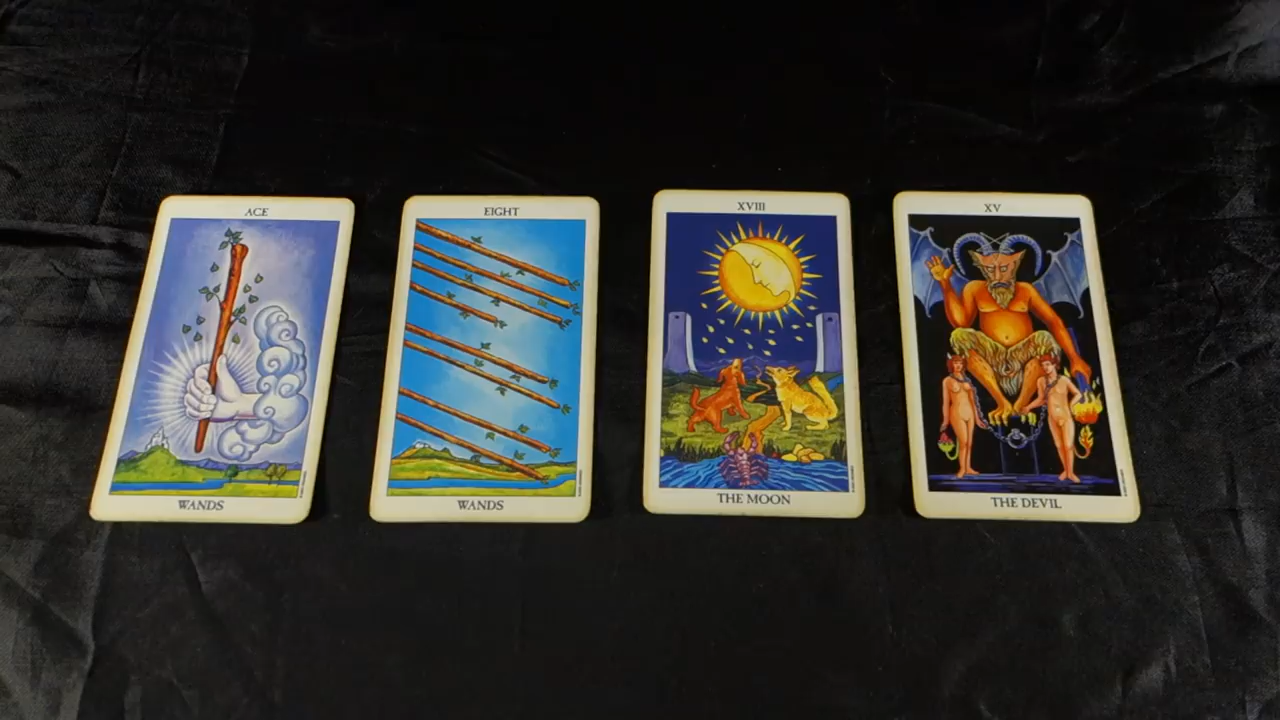 ACE
WANDS
EIGHT
WANDS
XVIII
THE MOON
XV
THE DEVIL